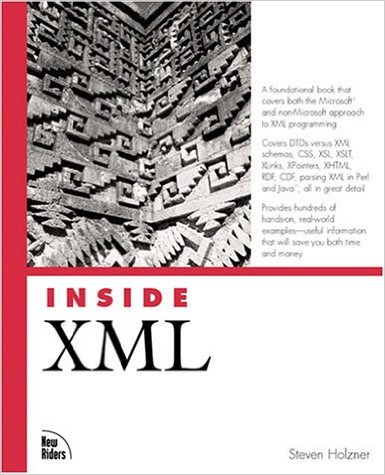 A foundational book that
covers both the Microsoft®
and non-Microsoft approach
to XML programming
Covers DTDs versus XML
schemas, CSS, XSL, XSLT,
XLinks, XPointers, XHTML,
RDF, CDF, parsing XML in Perl
and Java™, all in great detail
Provides hundreds of
hands-on, real-world
examples—useful information
that will save you both time
and money
INSIDE
XML
New
Riders
Steven Holzner